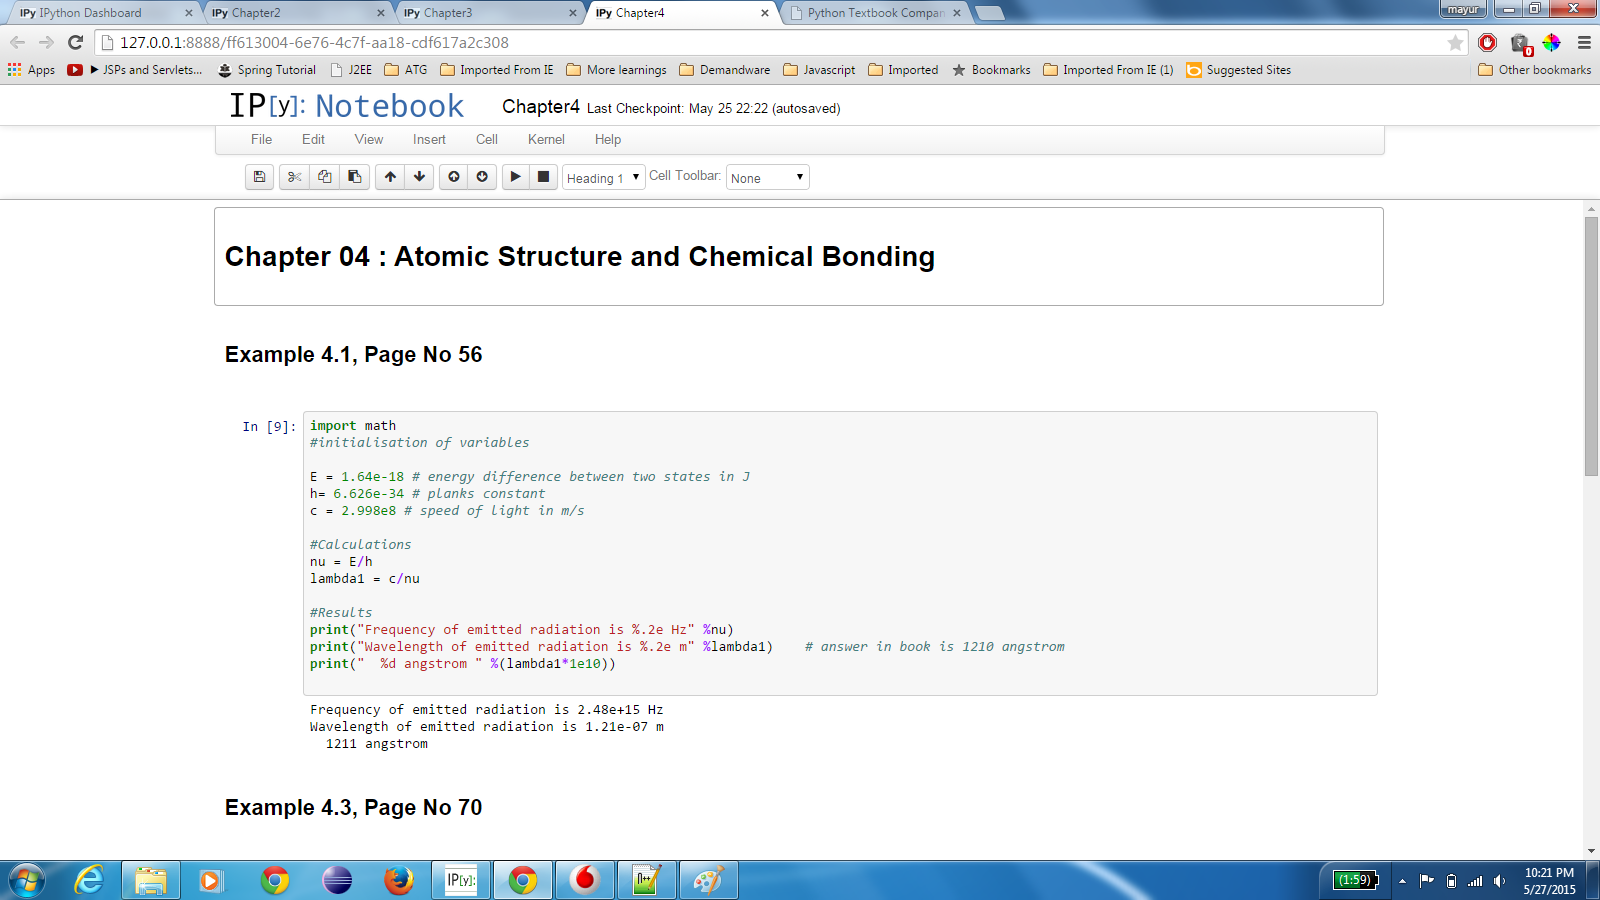 IPy IPython Dashboard
IPy Chapter2
IPy Chapter3
IPy Chapter4
Python Textbook Compan
mayur
127.0.0.1:8888/ff613004-6e76-4c7f-aa18-cdf617a2c308
0
Apps
JSPs and Servlets...
Spring Tutorial
J2EE
ATG
Imported From IE
More learnings
Demandware
Javascript
Imported
Bookmarks
Imported From IE (1)
Suggested Sites
Other bookmarks
IP[y]: Notebook
Chapter4 Last Checkpoint: May 25 22:22 (autosaved)
File Edit View Insert Cell Kernel Help
Heading 1 Cell Toolbar: None
Chapter 04 : Atomic Structure and Chemical Bonding
Example 4.1, Page No 56
In [9]:
import math
#initialisation of variables
E = 1.64e-18 # energy difference between two states in J
h= 6.626e-34 # planks constant
c = 2.998e8 # speed of light in m/s
#Calculations
nu = E/h
lambda1 = c/nu
#Results
print("Frequency of emitted radiation is %.2e Hz" %nu)
print("Wavelength of emitted radiation is %.2e m" %lambda1)    # answer in book is 1210 angstrom
print("  %d angstrom " %(lambda1*1e10))
Frequency of emitted radiation is 2.48e+15 Hz
Wavelength of emitted radiation is 1.21e-07 m
1211 angstrom
Example 4.3, Page No 70
IP[y]:
(1:59)
10:21 PM
5/27/2015